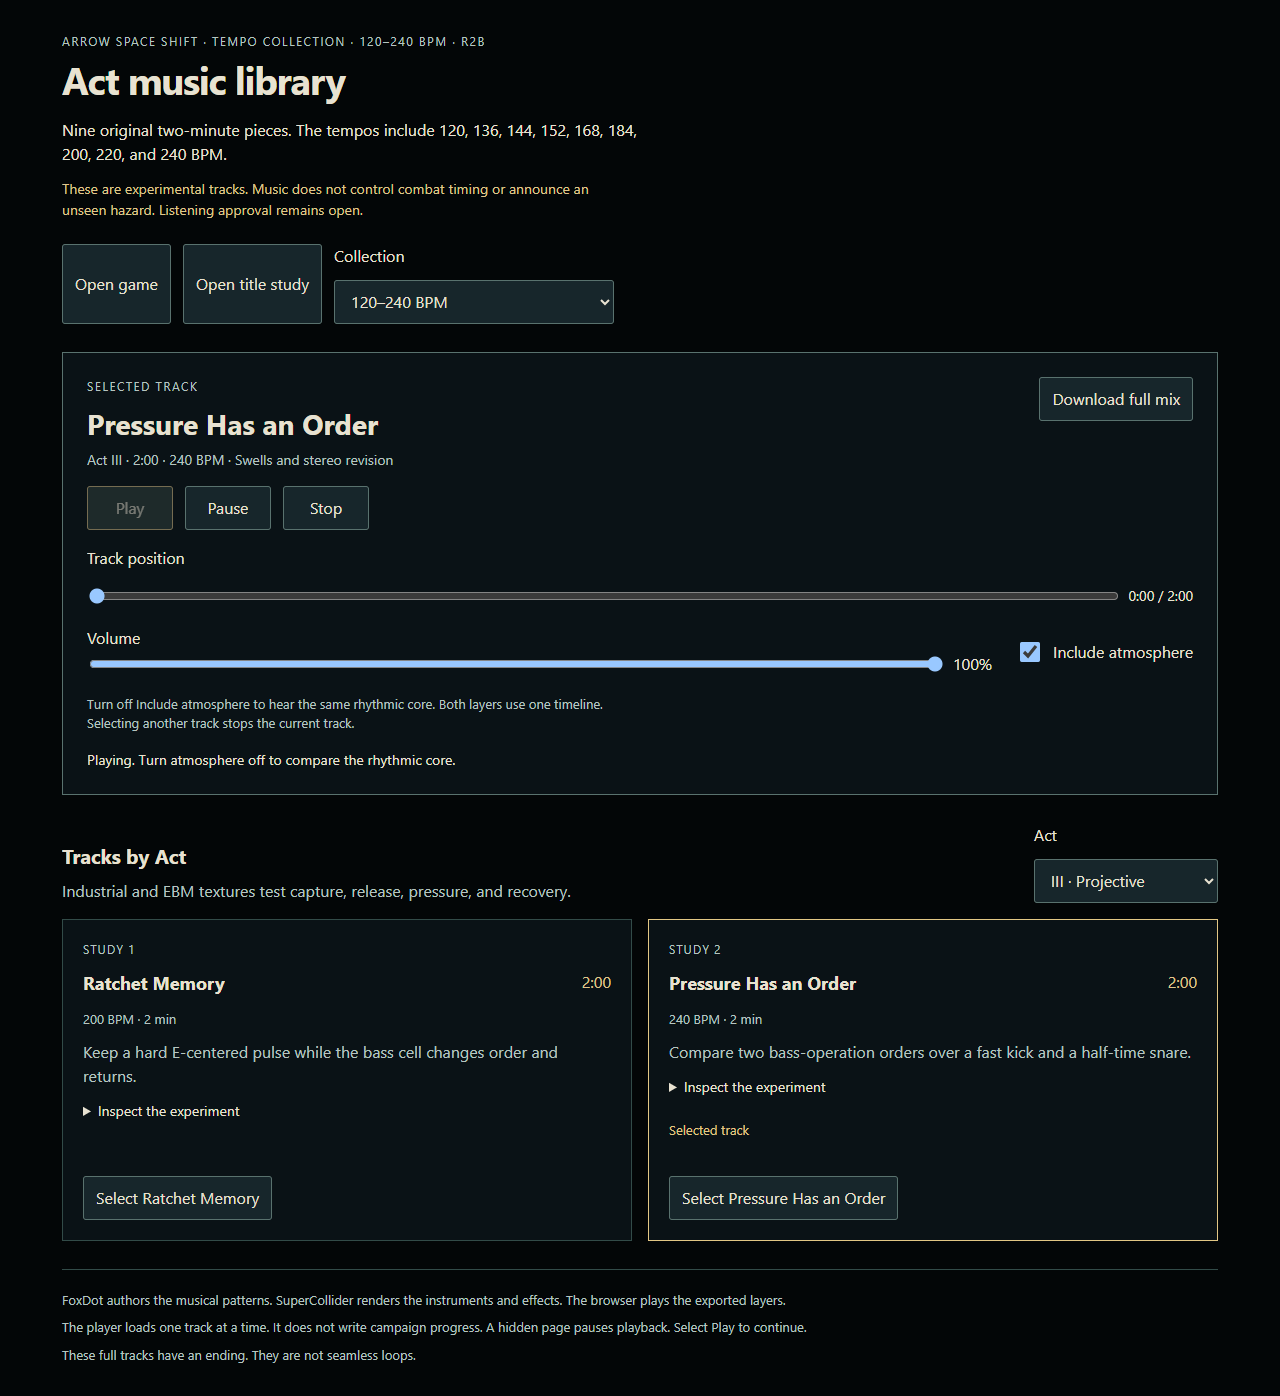 ARROW SPACE SHIFT · TEMPO COLLECTION · 120–240 BPM · R2B
Act music library
Nine original two-minute pieces. The tempos include 120, 136, 144, 152, 168, 184,
200, 220, and 240 BPM.
These are experimental tracks. Music does not control combat timing or announce an
unseen hazard. Listening approval remains open.
Open game
Open title study
Collection
120–240 BPM
SELECTED TRACK
Download full mix
Pressure Has an Order
Act III · 2:00 · 240 BPM · Swells and stereo revision
Play
Pause
Stop
Track position
0:00 / 2:00
Volume
100%
Include atmosphere
Turn off Include atmosphere to hear the same rhythmic core. Both layers use one timeline.
Selecting another track stops the current track.
Playing. Turn atmosphere off to compare the rhythmic core.
Tracks by Act
Industrial and EBM textures test capture, release, pressure, and recovery.
Act
III · Projective
STUDY 1
Ratchet Memory
2:00
200 BPM · 2 min
Keep a hard E-centered pulse while the bass cell changes order and
returns.
Inspect the experiment
Select Ratchet Memory
STUDY 2
Pressure Has an Order
2:00
240 BPM · 2 min
Compare two bass-operation orders over a fast kick and a half-time snare.
Inspect the experiment
Selected track
Select Pressure Has an Order
FoxDot authors the musical patterns. SuperCollider renders the instruments and effects. The browser plays the exported layers.
The player loads one track at a time. It does not write campaign progress. A hidden page pauses playback. Select Play to continue.
These full tracks have an ending. They are not seamless loops.